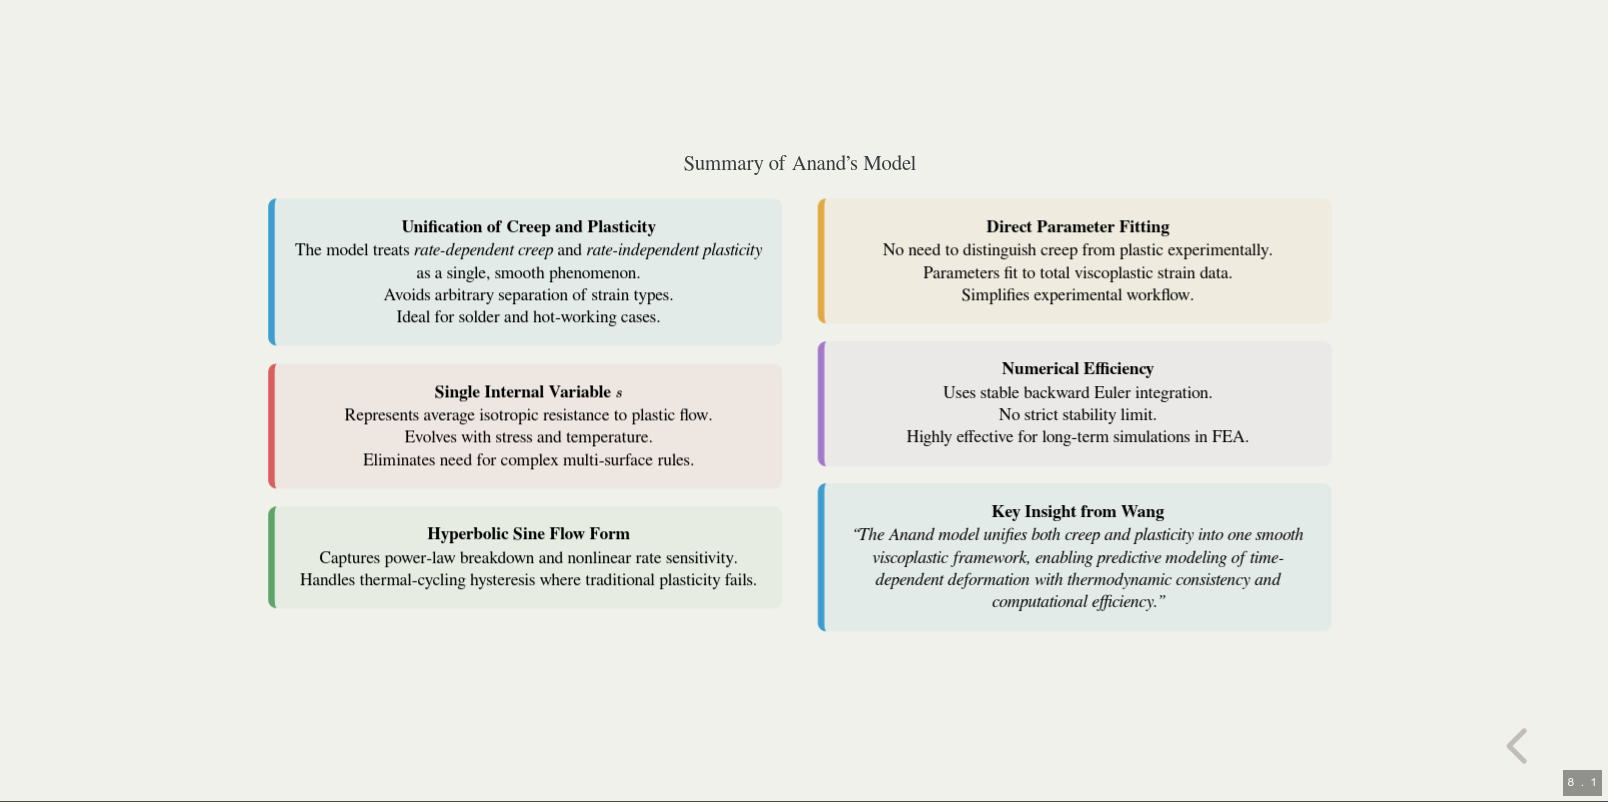 Summary of Anand's Model
Unification of Creep and Plasticity
The model treats rate-dependent creep and rate-independent plasticity
as a single, smooth phenomenon.
Avoids arbitrary separation of strain types.
Ideal for solder and hot-working cases.
Single Internal Variable s
Represents average isotropic resistance to plastic flow.
Evolves with stress and temperature.
Eliminates need for complex multi-surface rules.
Hyperbolic Sine Flow Form
Captures power-law breakdown and nonlinear rate sensitivity.
Handles thermal-cycling hysteresis where traditional plasticity fails.
Direct Parameter Fitting
No need to distinguish creep from plastic experimentally.
Parameters fit to total viscoplastic strain data.
Simplifies experimental workflow.
Numerical Efficiency
Uses stable backward Euler integration.
No strict stability limit.
Highly effective for long-term simulations in FEA.
Key Insight from Wang
“The Anand model unifies both creep and plasticity into one smooth
viscoplastic framework, enabling predictive modeling of time-
dependent deformation with thermodynamic consistency and
computational efficiency.”
8 . 1